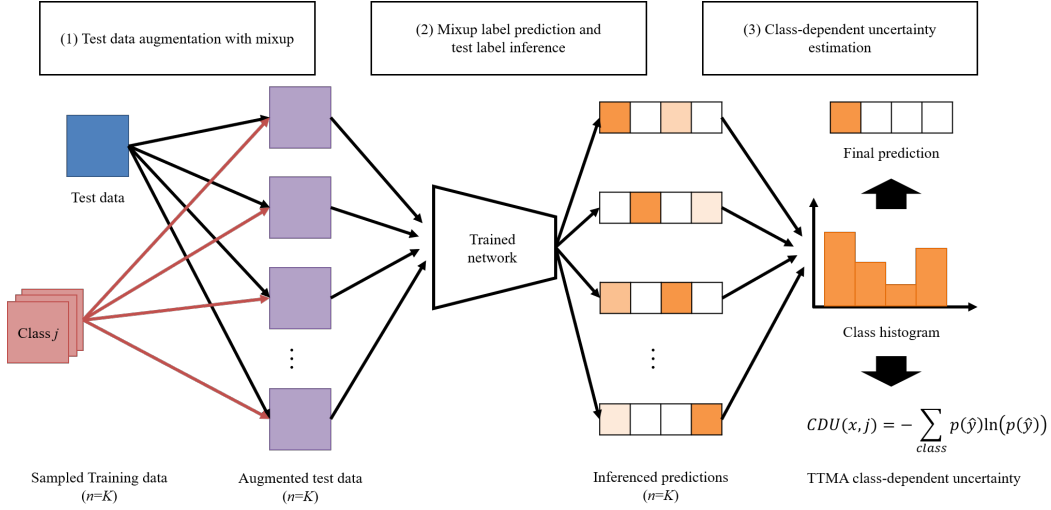 (1) Test data augmentation with mixup
(2) Mixup label prediction and
test label inference
(3) Class-dependent uncertainty
estimation
Test data
Class j
Trained
network
Final prediction
Class histogram
⋮
⋮
CDU(x, j) = − ∑ p(ŷ)ln(p(ŷ))
class
Sampled Training data
(n=K)
Augmented test data
(n=K)
Inferenced predictions
(n=K)
TTMA class-dependent uncertainty